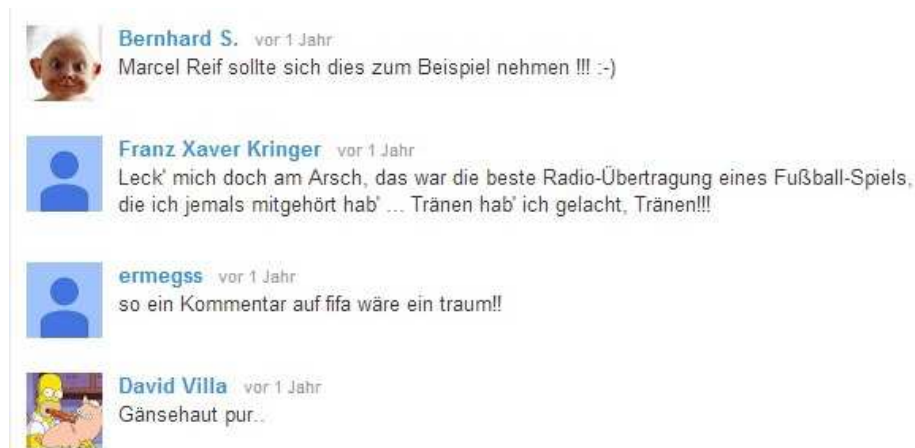 Bernhard S. vor 1 Jahr
Marcel Reif sollte sich dies zum Beispiel nehmen !!! :-)
Franz Xaver Kringer vor 1 Jahr
Leck' mich doch am Arsch, das war die beste Radio-Übertragung eines Fußball-Spiels,
die ich jemals mitgehört hab' ... Tränen hab' ich gelacht, Tränen!!!
ermegss vor 1 Jahr
so ein Kommentar auf fifa wäre ein traum!!
David Villa vor 1 Jahr
Gänsehaut pur..